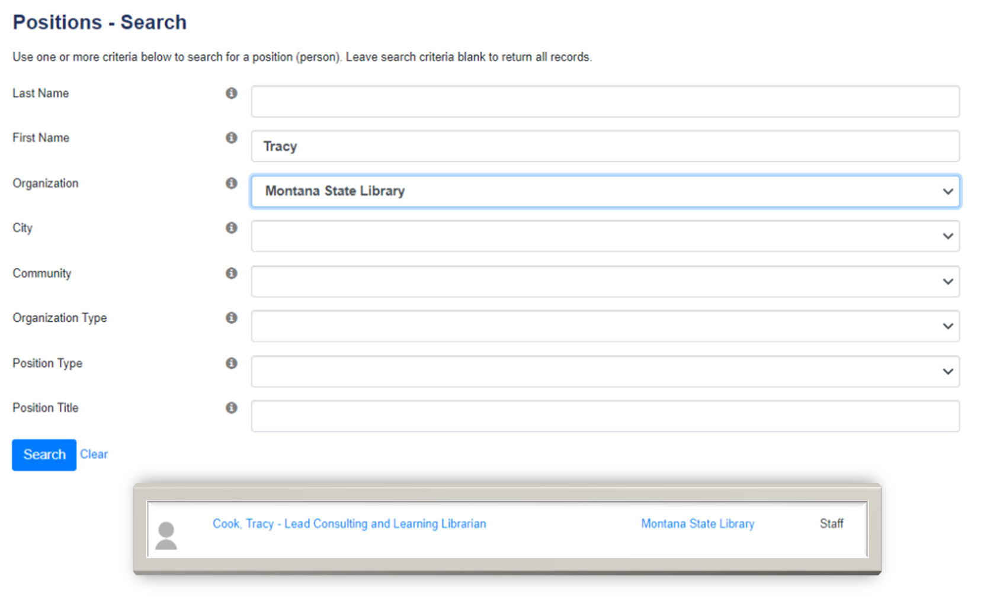 Positions - Search
Use one or more criteria below to search for a position (person). Leave search criteria blank to return all records.
Last Name
First Name Tracy
Organization Montana State Library
City
Community
Organization Type
Position Type
Position Title
Search Clear
Cook, Tracy - Lead Consulting and Learning Librarian Montana State Library Staff